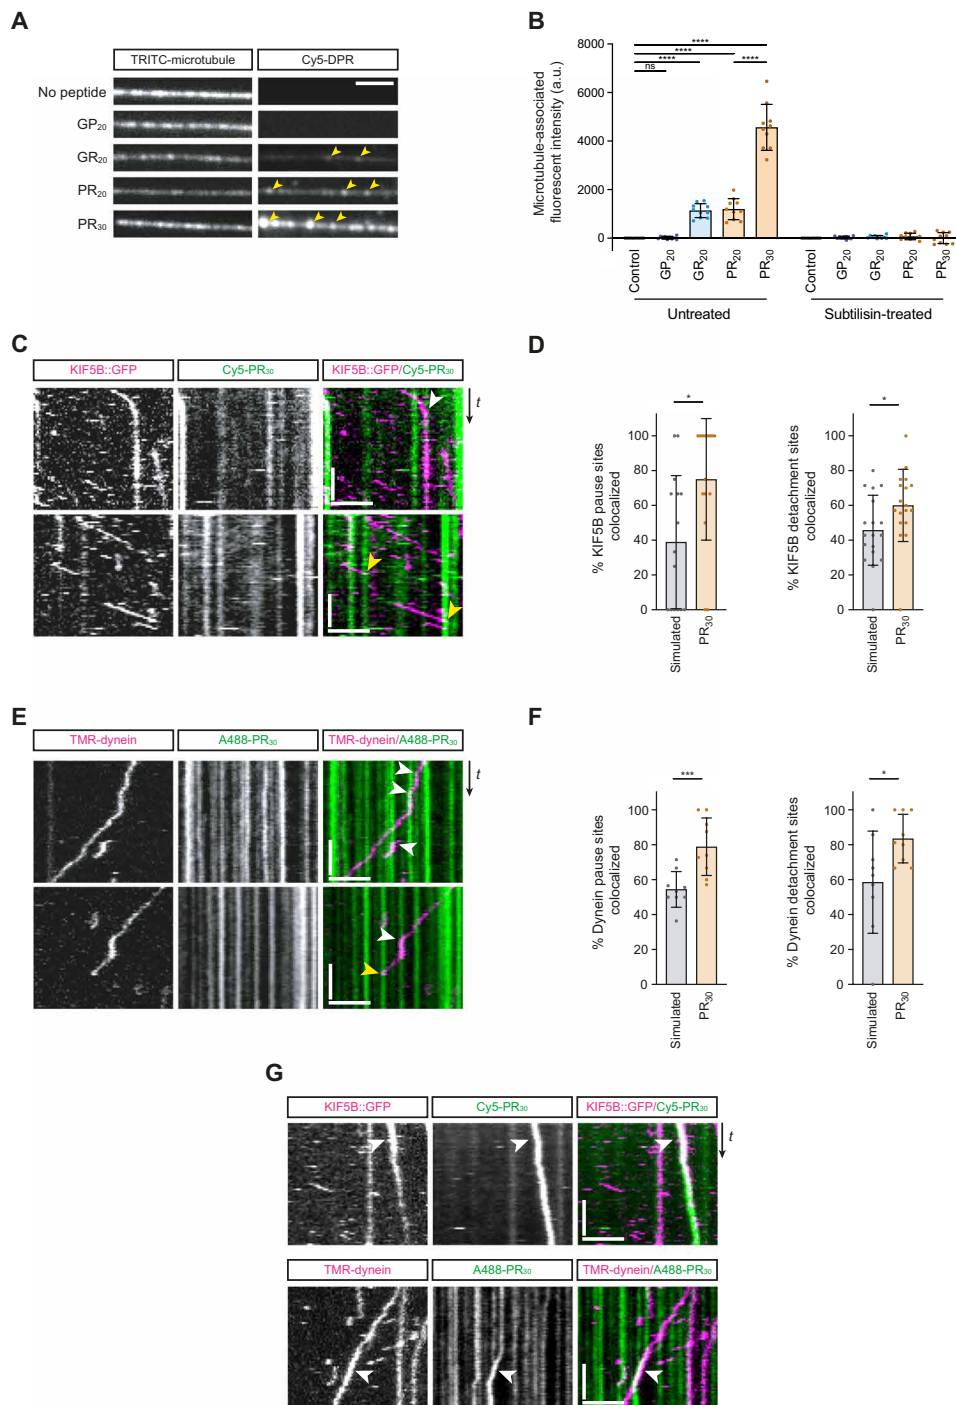 A
TRITC-microtubule
Cy5-DPR
No peptide
GP20
GR20
PR20
PR30
B
Microtubule-associated
fluorescent intensity (a.u.)
8000
6000
4000
2000
0
****
****
****
****
ns
Control
GP20
GR20
PR20
PR30
Control
GP20
GR20
PR20
PR30
Untreated
Subtilisin-treated
C
KIF5B::GFP
Cy5-PR30
KIF5B::GFP/Cy5-PR30
t
D
% KIF5B pause sites
colocalized
100
80
60
40
20
0
*
Simulated
PR30
% KIF5B detachment sites
colocalized
100
80
60
40
20
0
*
Simulated
PR30
E
TMR-dynein
A488-PR30
TMR-dynein/A488-PR30
t
F
% Dynein pause sites
colocalized
100
80
60
40
20
0
***
Simulated
PR30
% Dynein detachment sites
colocalized
100
80
60
40
20
0
*
Simulated
PR30
G
KIF5B::GFP
Cy5-PR30
KIF5B::GFP/Cy5-PR30
t
TMR-dynein
A488-PR30
TMR-dynein/A488-PR30